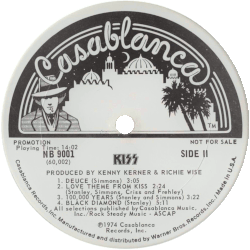 Casablanca
PROMOTION
NOT FOR SALE
Playing Time: 14:02
NB 9001
(60,002)
KISS
SIDE II
PRODUCED BY KENNY KERNER & RICHIE WISE
1. DEUCE (Simmons) 3:05
2. LOVE THEME FROM KISS 2:24
(Stanley, Simmons, Criss and Frehley)
3. 100,000 YEARS (Stanley and Simmons) 3:22
4. BLACK DIAMOND (Stanley) 5:11
All selections published by Casablanca Music,
Inc./Rock Steady Music - ASCAP
©1974 Casablanca
Records, Inc.
Manufactured and distributed by Warner Bros. Records Inc. Made in U.S.A.